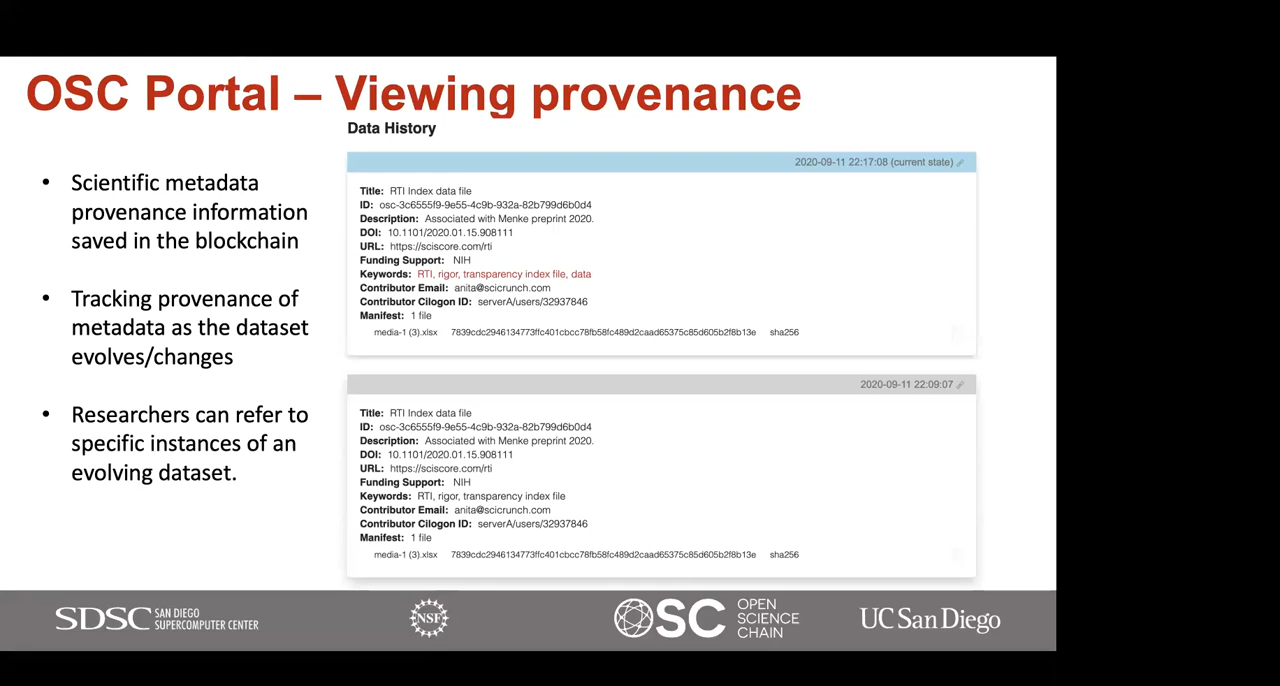 OSC Portal – Viewing provenance
• Scientific metadata
provenance information
saved in the blockchain
• Tracking provenance of
metadata as the dataset
evolves/changes
• Researchers can refer to
specific instances of an
evolving dataset.
Data History
2020-09-11 22:17:08 (current state)
Title: RTI Index data file
ID: osc-3c6555f9-9e55-4c9b-932a-82b799d6b0d4
Description: Associated with Menke preprint 2020.
DOI: 10.1101/2020.01.15.908111
URL: https://sciscore.com/rti
Funding Support: NIH
Keywords: RTI, rigor, transparency index file, data
Contributor Email: anita@scicrunch.com
Contributor Cilogon ID: serverA/users/32937846
Manifest: 1 file
media-1 (3).xlsx 7839cdc2946134773ffc401cbcc78fb58fc489d2caad65375c85d605b2f8b13e sha256
2020-09-11 22:09:07
Title: RTI Index data file
ID: osc-3c6555f9-9e55-4c9b-932a-82b799d6b0d4
Description: Associated with Menke preprint 2020.
DOI: 10.1101/2020.01.15.908111
URL: https://sciscore.com/rti
Funding Support: NIH
Keywords: RTI, rigor, transparency index file
Contributor Email: anita@scicrunch.com
Contributor Cilogon ID: serverA/users/32937846
Manifest: 1 file
media-1 (3).xlsx 7839cdc2946134773ffc401cbcc78fb58fc489d2caad65375c85d605b2f8b13e sha256
SDSC SAN DIEGO
SUPERCOMPUTER CENTER
NSF
OSC OPEN
SCIENCE
CHAIN
UC San Diego